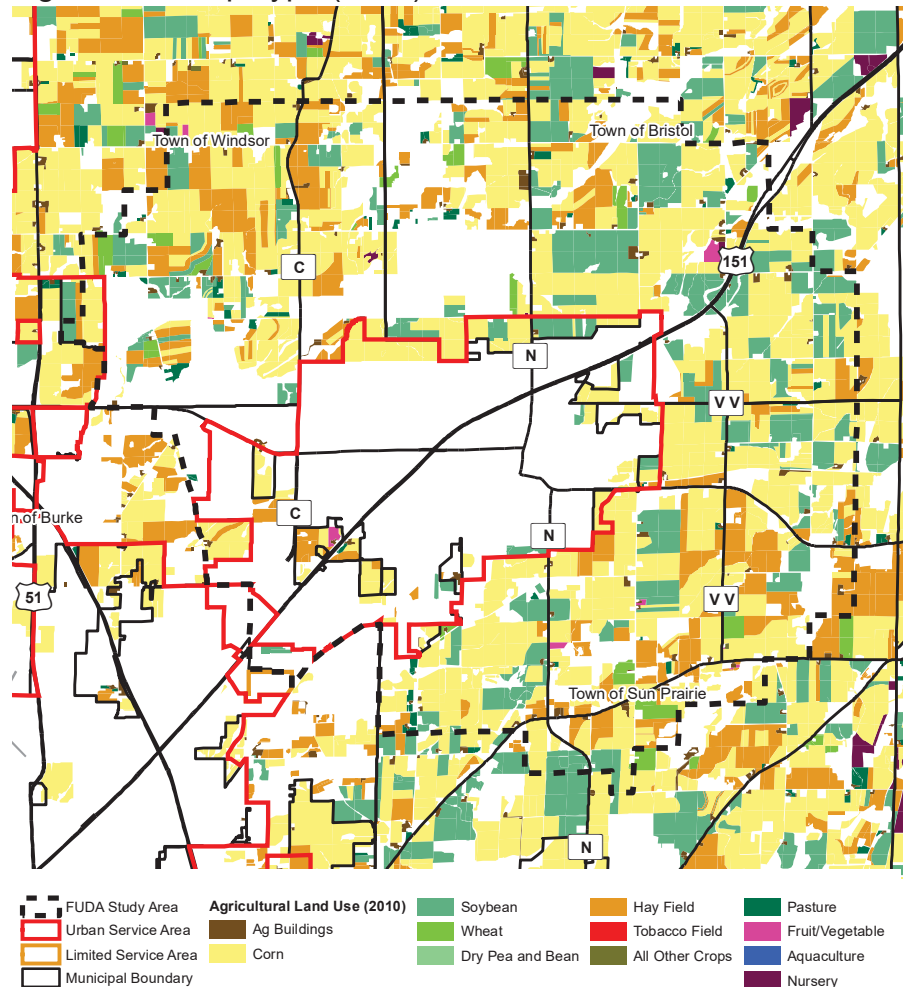 Town of Windsor
Town of Bristol
C
151
N
V V
C
n of Burke
N
51
V V
Town of Sun Prairie
N
FUDA Study Area
Urban Service Area
Limited Service Area
Municipal Boundary
Agricultural Land Use (2010)
Ag Buildings
Corn
Soybean
Wheat
Dry Pea and Bean
Hay Field
Tobacco Field
All Other Crops
Pasture
Fruit/Vegetable
Aquaculture
Nursery